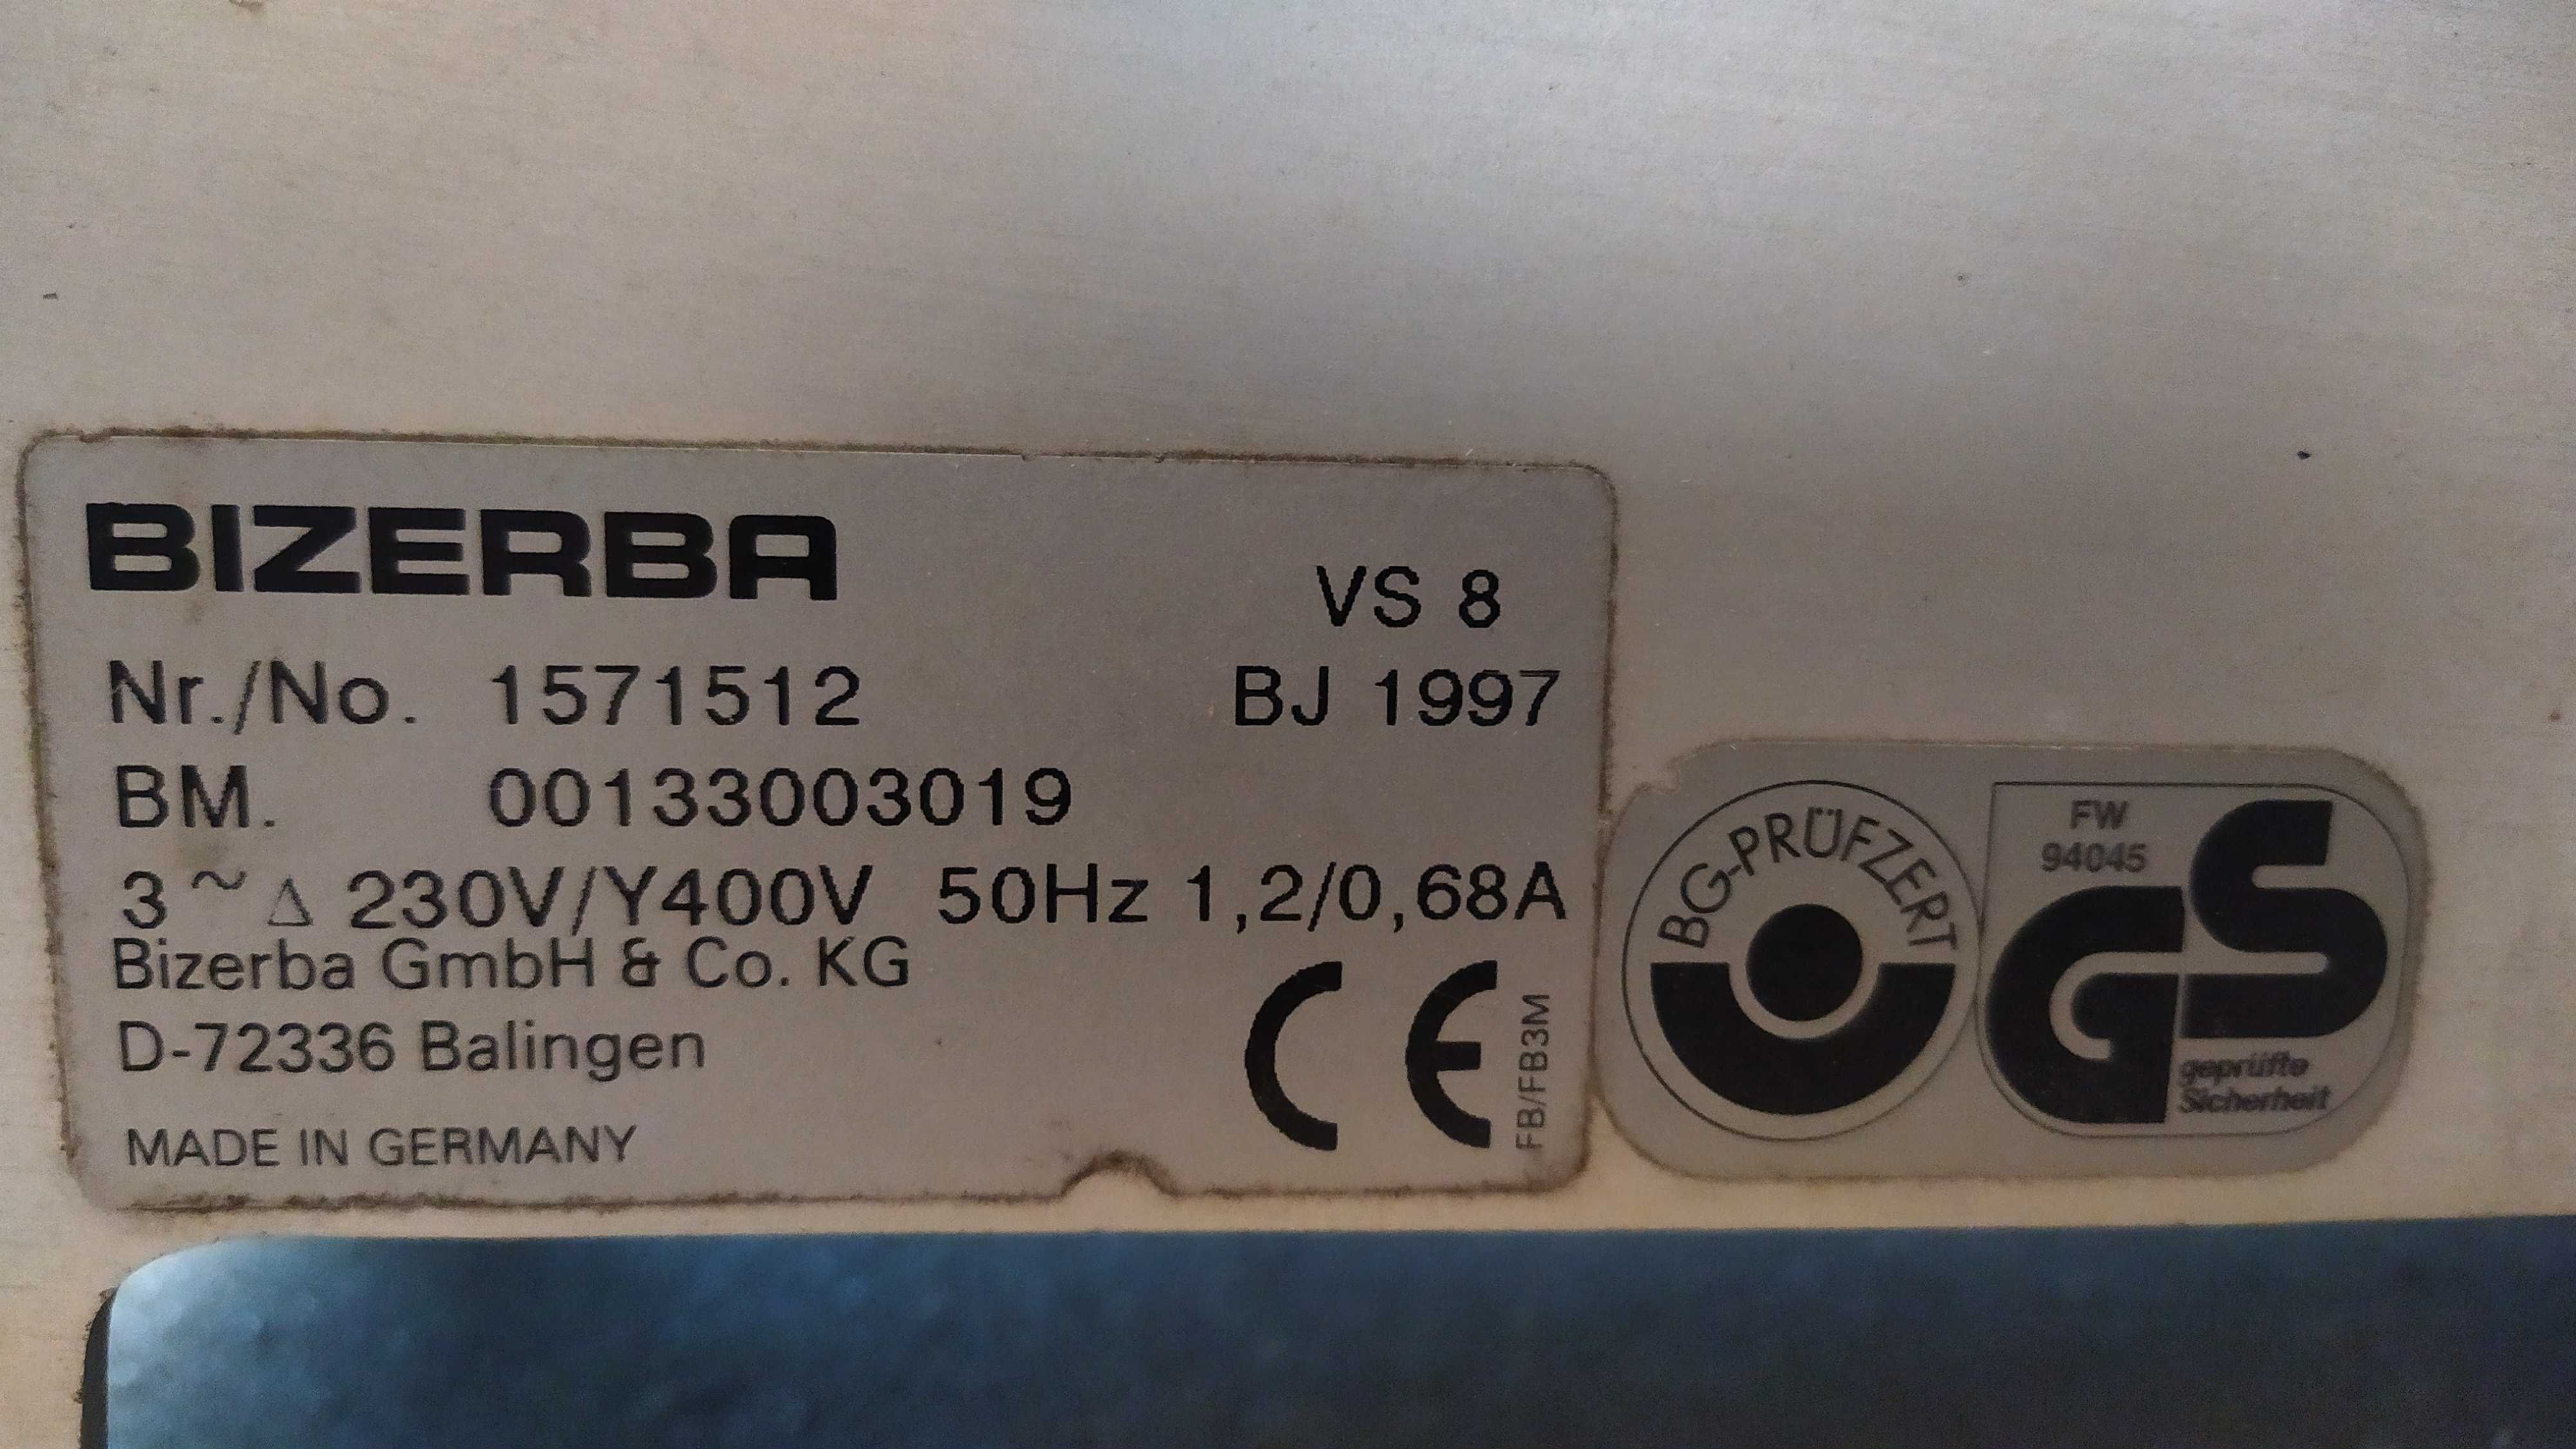 BIZERBA
VS 8
Nr./No. 1571512 BJ 1997
BM. 00133003019
3 ~ Δ 230V/Y400V 50Hz 1,2/0,68A
Bizerba GmbH & Co. KG
D-72336 Balingen
MADE IN GERMANY
CE
FB/FB3M
BG-PRÜFZERT
FW
94045
GS
geprüfte
Sicherheit